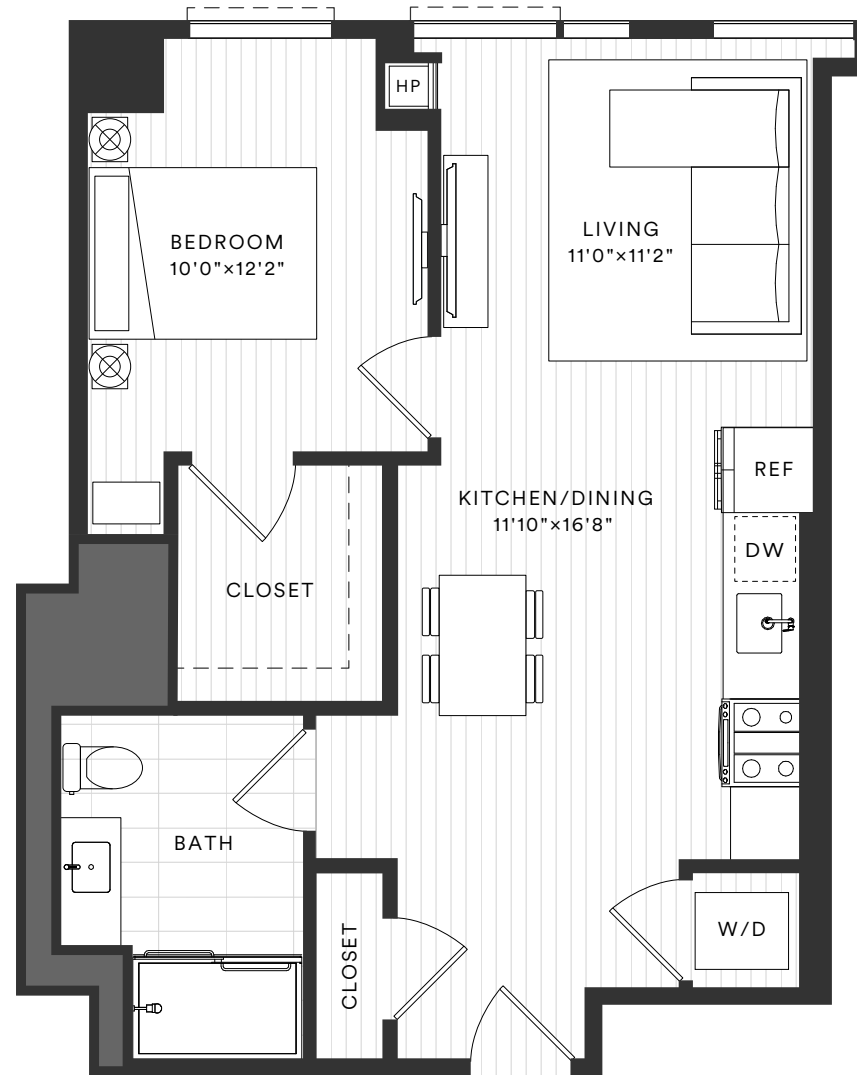 HP
BEDROOM
10'0"×12'2"
LIVING
11'0"×11'2"
REF
KITCHEN/DINING
11'10"×16'8"
DW
CLOSET
BATH
W/D
CLOSET